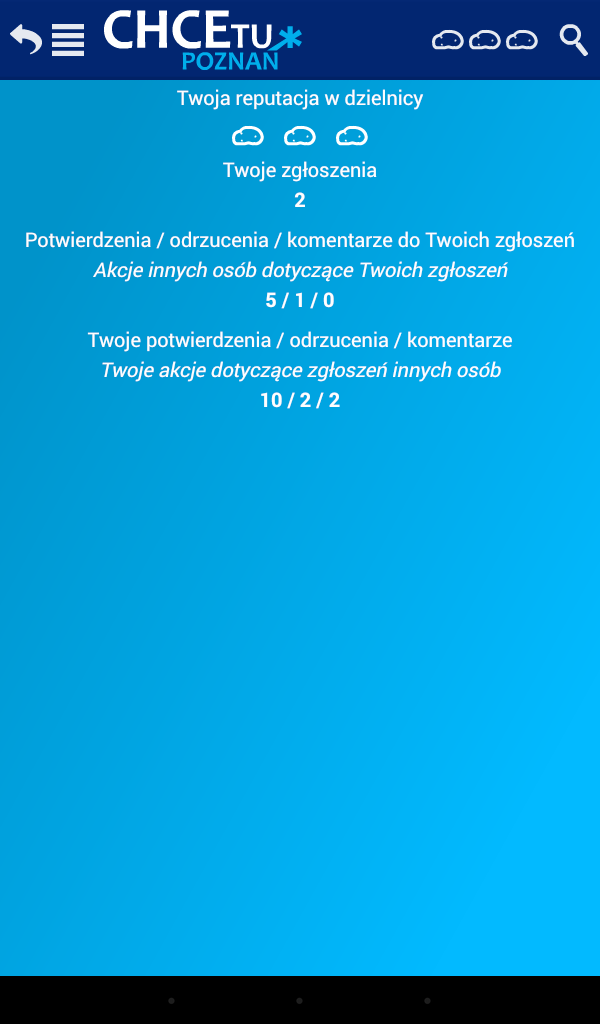 CHCETU
POZNAŃ
Twoja reputacja w dzielnicy
Twoje zgłoszenia
2
Potwierdzenia / odrzucenia / komentarze do Twoich zgłoszeń
Akcje innych osób dotyczące Twoich zgłoszeń
5 / 1 / 0
Twoje potwierdzenia / odrzucenia / komentarze
Twoje akcje dotyczące zgłoszeń innych osób
10 / 2 / 2